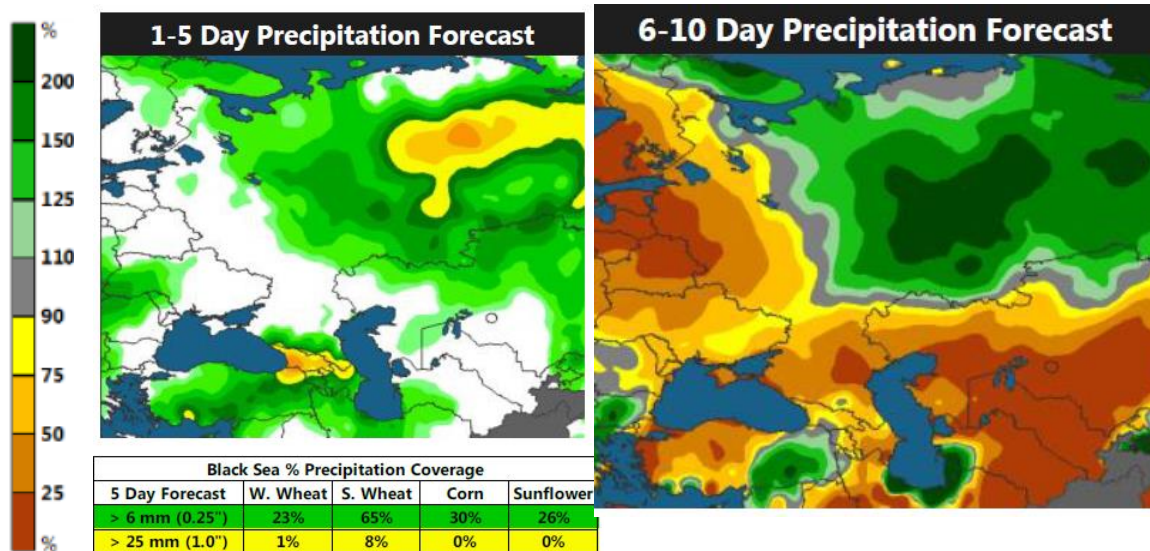 %
200
150
125
110
90
75
50
25
%
1-5 Day Precipitation Forecast
6-10 Day Precipitation Forecast
Black Sea % Precipitation Coverage
5 Day Forecast W. Wheat S. Wheat Corn Sunflower
> 6 mm (0.25") 23% 65% 30% 26%
> 25 mm (1.0") 1% 8% 0% 0%